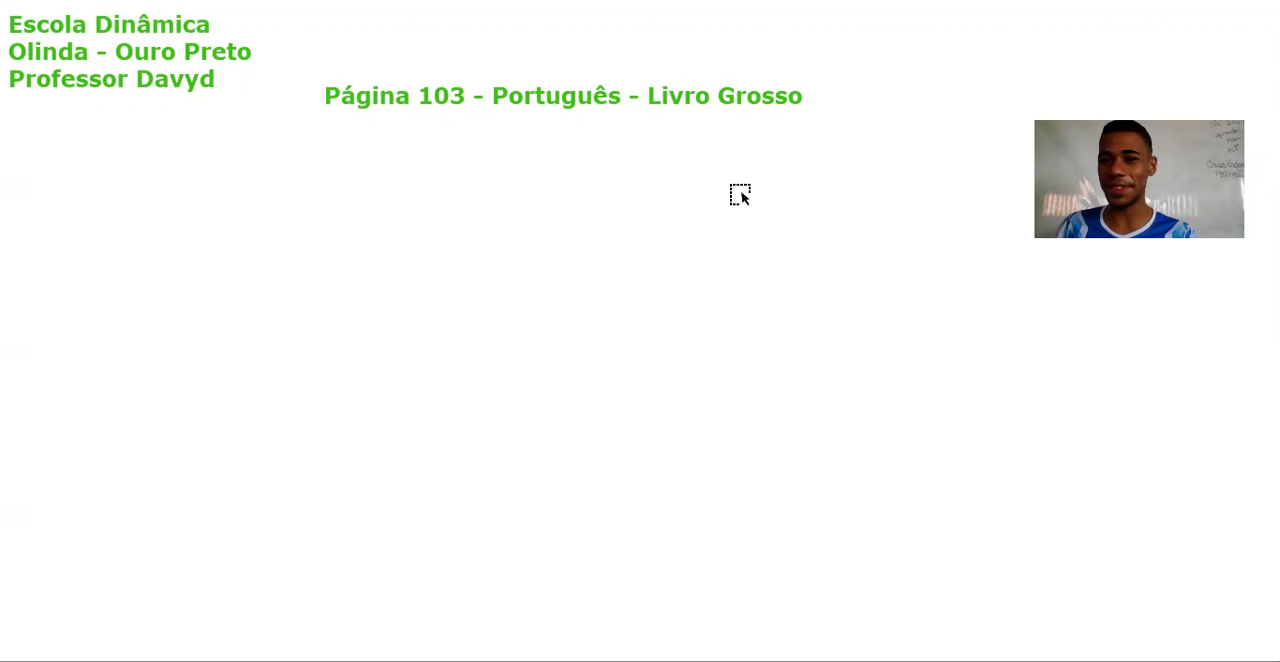 Escola Dinâmica
Olinda - Ouro Preto
Professor Davyd
Página 103 - Português - Livro Grosso